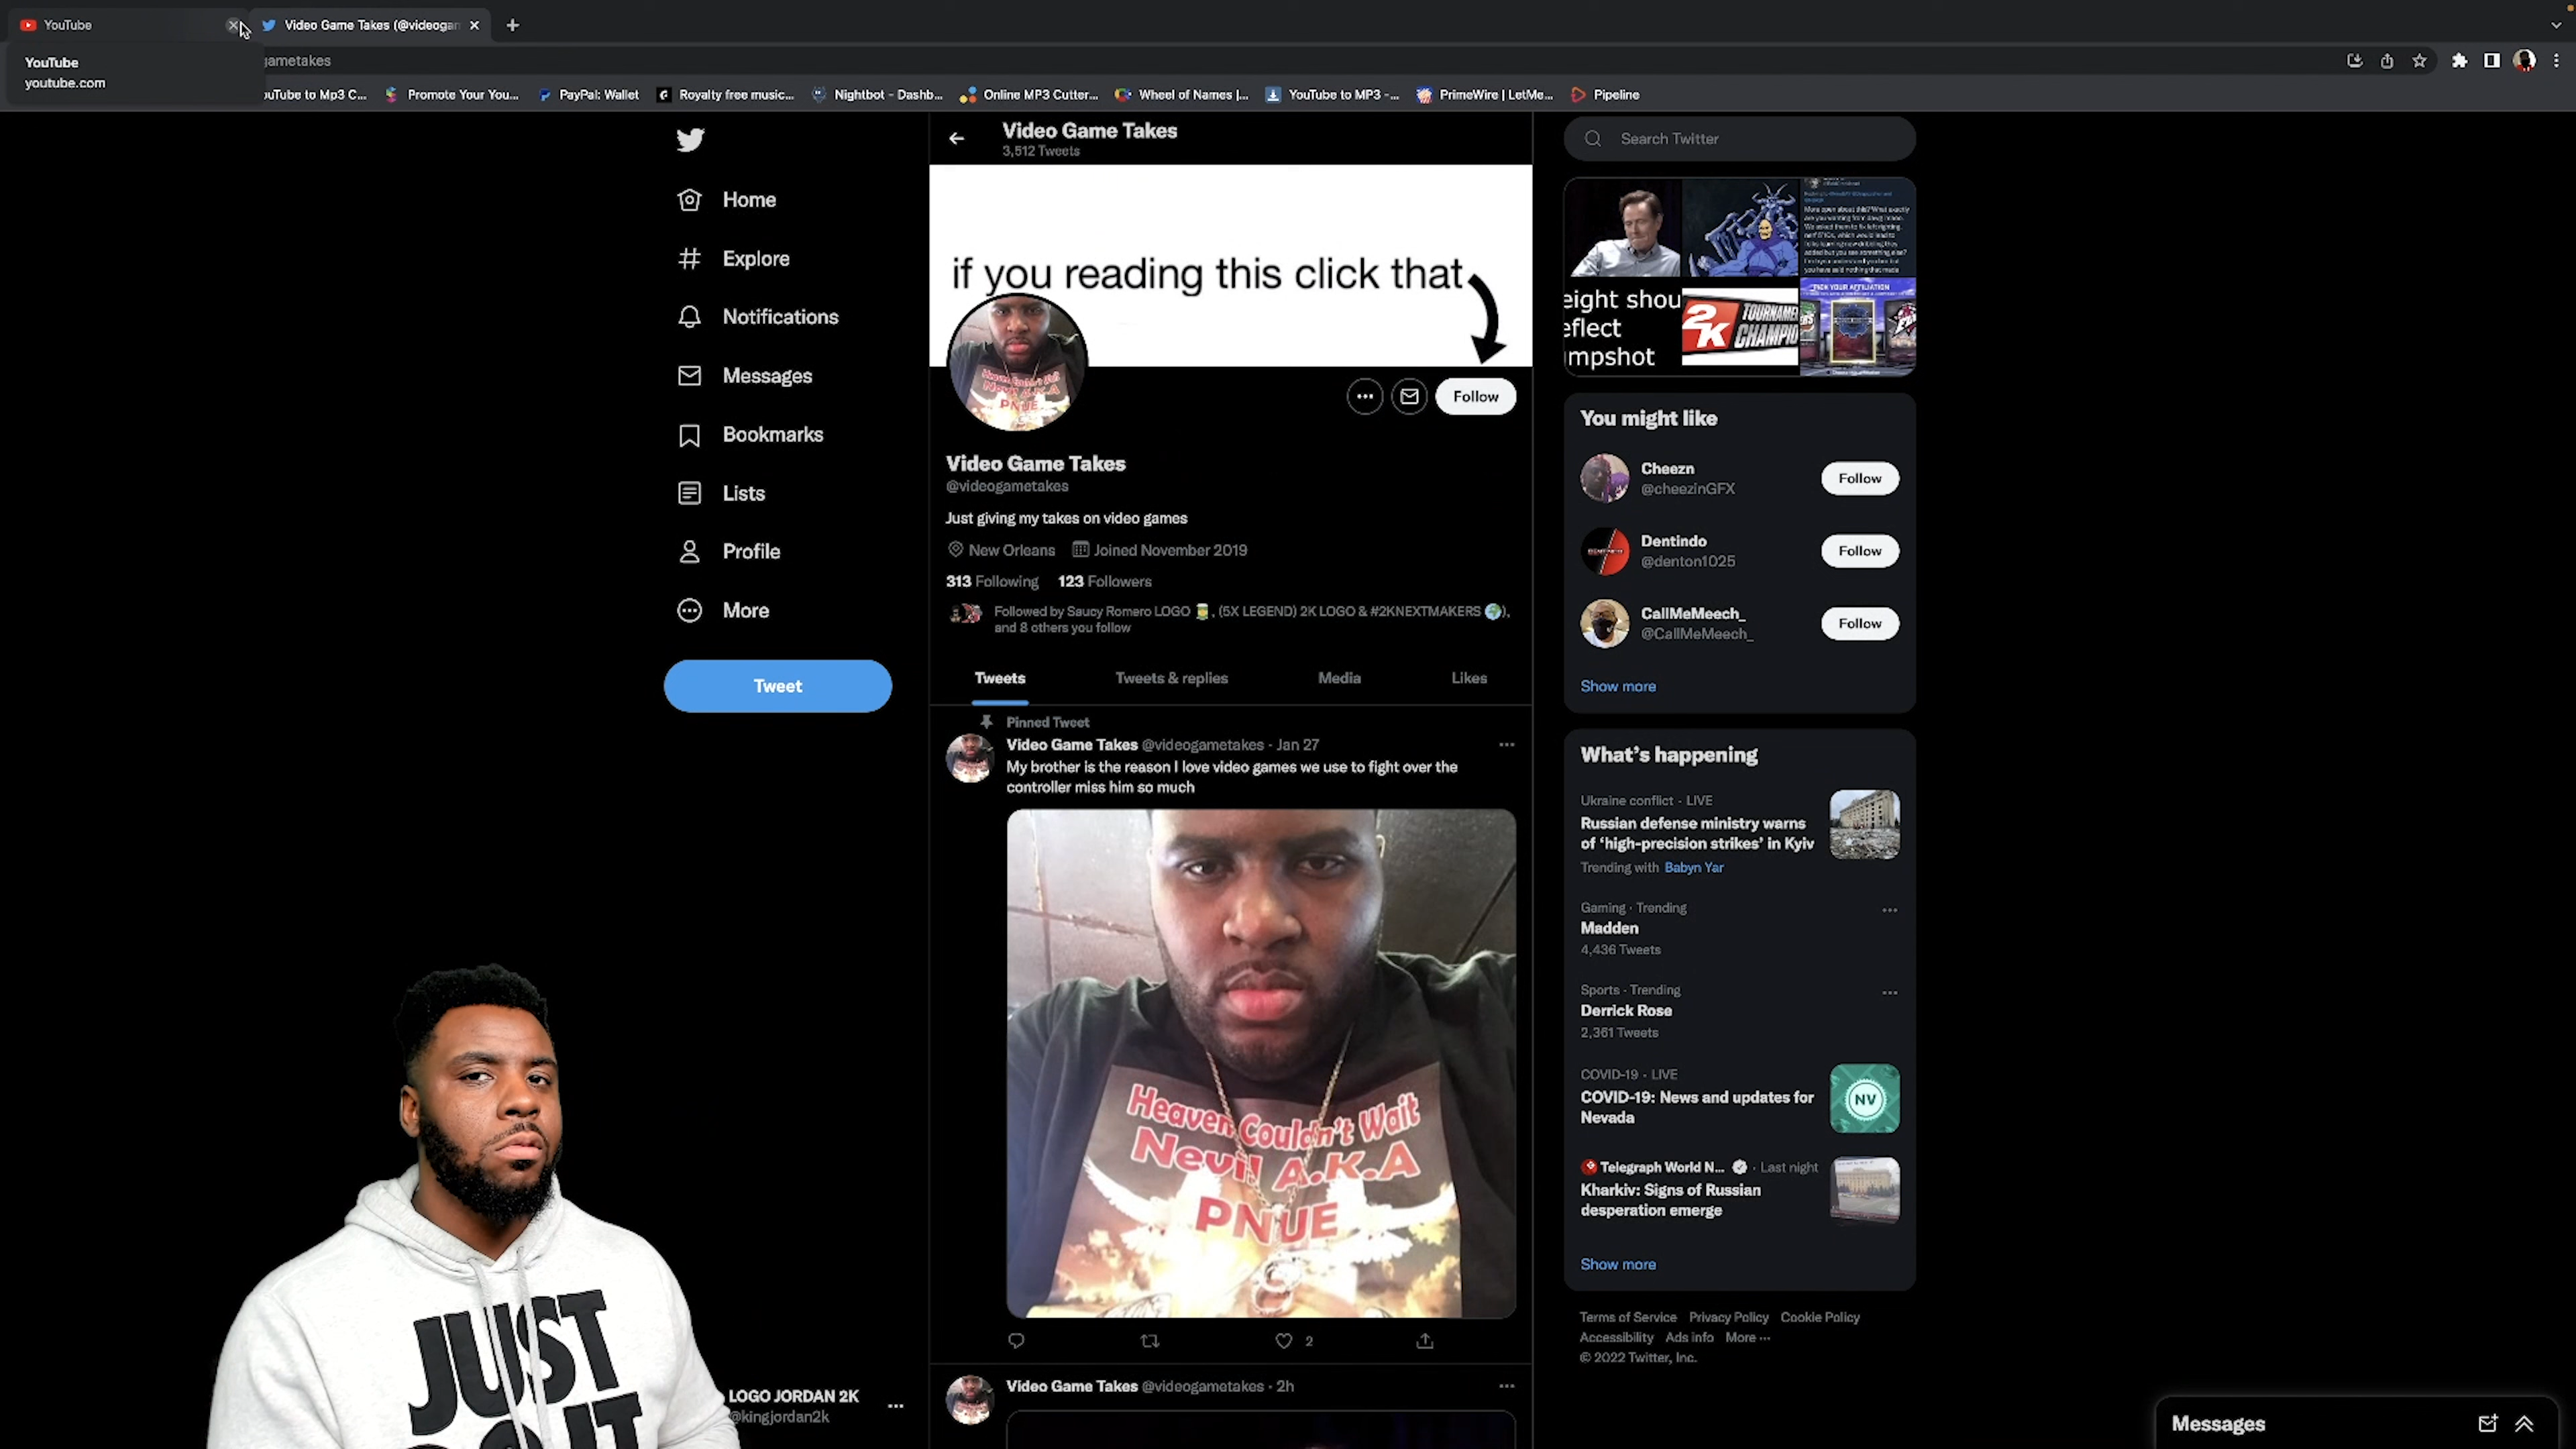 YouTube
Video Game Takes (@videogam
YouTube
youtube.com
gametakes
ouTube to Mp3 C...
Promote Your You...
PayPal: Wallet
Royalty free music...
Nightbot - Dashb...
Online MP3 Cutter...
Wheel of Names |...
YouTube to MP3 -...
PrimeWire | LetMe...
Pipeline
Home
Explore
Notifications
Messages
Bookmarks
Lists
Profile
More
Tweet
LOGO JORDAN 2K
@kingjordan2k
JUST
DO IT
Video Game Takes
3,512 Tweets
if you reading this click that
Follow
Video Game Takes
@videogametakes
Just giving my takes on video games
New Orleans Joined November 2019
313 Following 123 Followers
Followed by Saucy Romero LOGO, (5X LEGEND) 2K LOGO & #2KNEXTMAKERS),
and 8 others you follow
Tweets Tweets & replies Media Likes
Pinned Tweet
Video Game Takes @videogametakes · Jan 27
My brother is the reason I love video games we use to fight over the
controller miss him so much
Heaven Couldn't Wait
Nevil A.K.A
PNUE
2
Video Game Takes @videogametakes · 2h
Search Twitter
eight shou
eflect
mpshot
2K TOURNAME
CHAMPIO
PICK YOUR AFFILIATION
You might like
Cheezn
@cheezinGFX
Follow
Dentindo
@denton1025
Follow
CallMeMeech_
@CallMeMeech_
Follow
Show more
What's happening
Ukraine conflict · LIVE
Russian defense ministry warns
of 'high-precision strikes' in Kyiv
Trending with Babyn Yar
Gaming · Trending
Madden
4,436 Tweets
Sports · Trending
Derrick Rose
2,361 Tweets
COVID-19 · LIVE
COVID-19: News and updates for
Nevada
NV
Telegraph World N... · Last night
Kharkiv: Signs of Russian
desperation emerge
Show more
Terms of Service Privacy Policy Cookie Policy
Accessibility Ads info More ···
© 2022 Twitter, Inc.
Messages